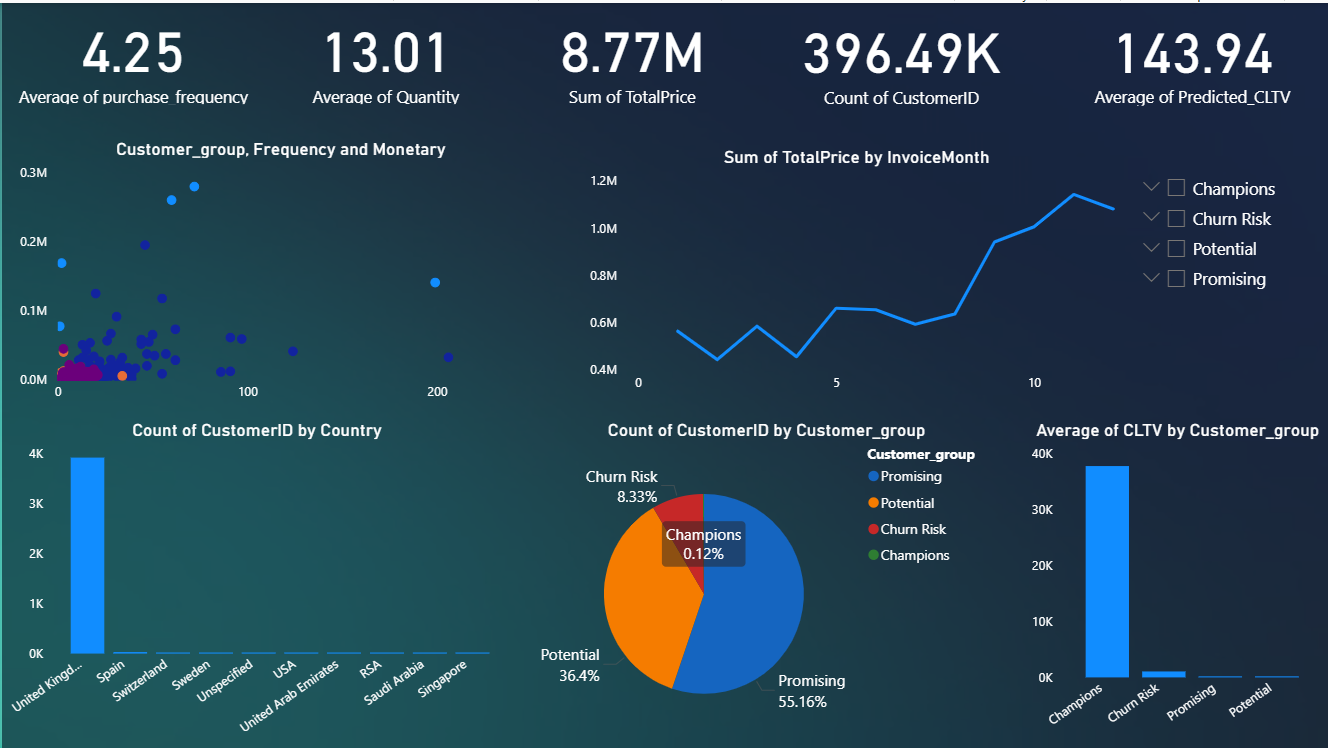 4.25
Average of purchase_frequency
13.01
Average of Quantity
8.77M
Sum of TotalPrice
396.49K
Count of CustomerID
143.94
Average of Predicted_CLTV
Customer_group, Frequency and Monetary
0.3M
0.2M
0.1M
0.0M
0
100
200
Sum of TotalPrice by InvoiceMonth
1.2M
1.0M
0.8M
0.6M
0.4M
0
5
10
Champions
Churn Risk
Potential
Promising
Count of CustomerID by Country
4K
3K
2K
1K
0K
United Kingd...
Spain
Switzerland
Sweden
Unspecified
USA
United Arab Emirates
RSA
Saudi Arabia
Singapore
Count of CustomerID by Customer_group
Customer_group
Promising
Potential
Churn Risk
Champions
Churn Risk
8.33%
Champions
0.12%
Potential
36.4%
Promising
55.16%
Average of CLTV by Customer_group
40K
30K
20K
10K
0K
Champions
Churn Risk
Promising
Potential